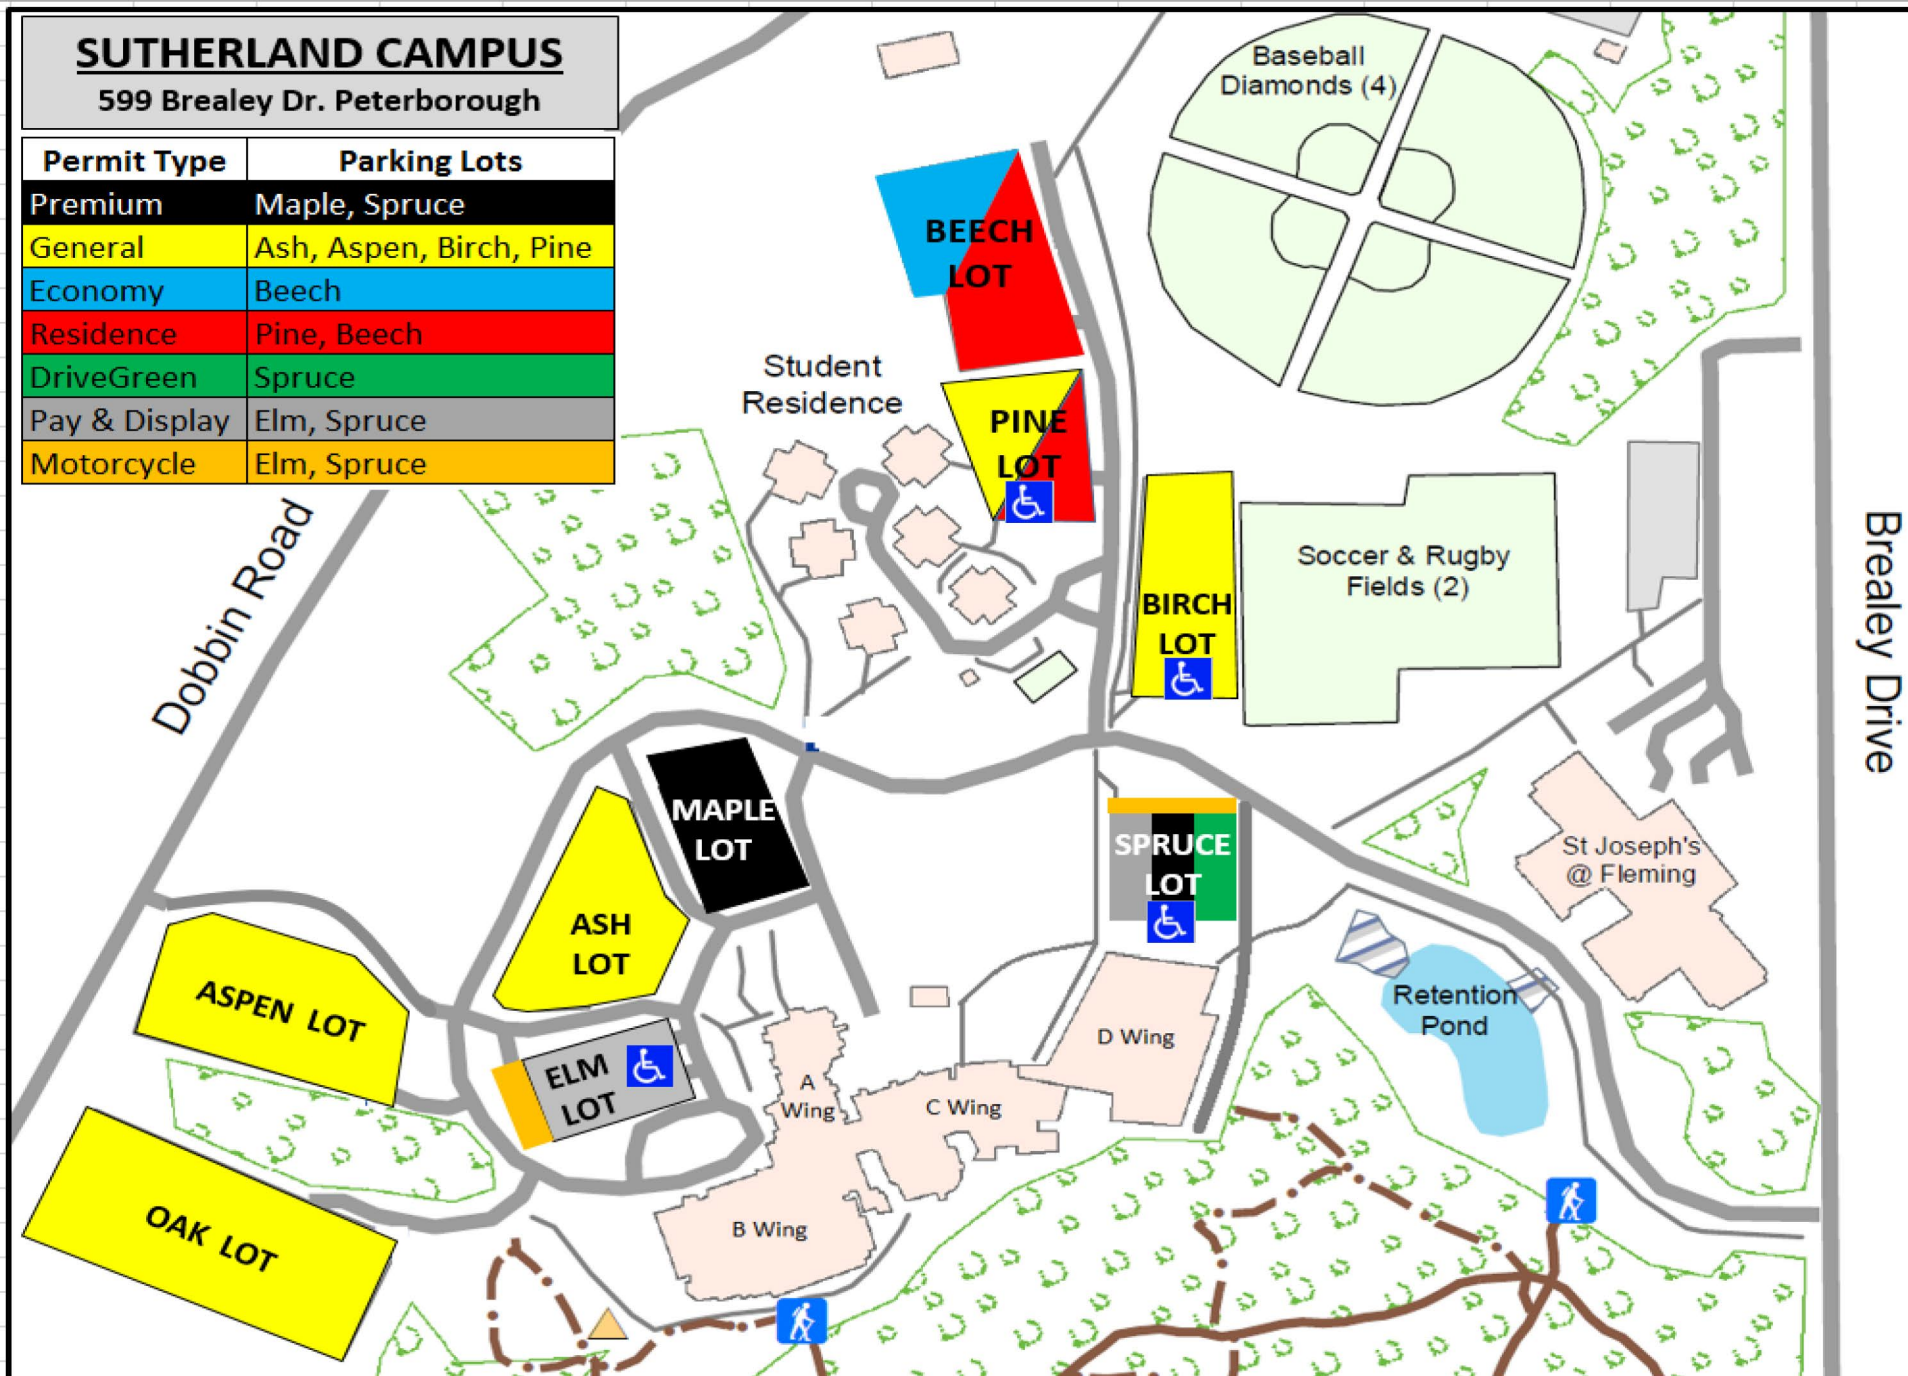 SUTHERLAND CAMPUS
599 Brealey Dr. Peterborough
Permit Type Parking Lots
Premium Maple, Spruce
General Ash, Aspen, Birch, Pine
Economy Beech
Residence Pine, Beech
DriveGreen Spruce
Pay & Display Elm, Spruce
Motorcycle Elm, Spruce
Baseball
Diamonds (4)
BEECH
LOT
Student
Residence
PINE
LOT
Dobbin Road
BIRCH
LOT
Soccer & Rugby
Fields (2)
Brealey Drive
MAPLE
LOT
SPRUCE
LOT
St Joseph's
@ Fleming
ASH
LOT
ASPEN LOT
Retention
Pond
D Wing
ELM
LOT
A
Wing
C Wing
OAK LOT
B Wing